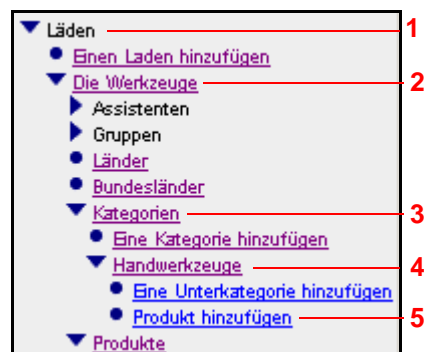 Läden 1
Einen Laden hinzufügen
Die Werkzeuge 2
Assistenten
Gruppen
Länder
Bundesländer
Kategorien 3
Eine Kategorie hinzufügen
Handwerkzeuge 4
Eine Unterkategorie hinzufügen
Produkt hinzufügen 5
Produkte